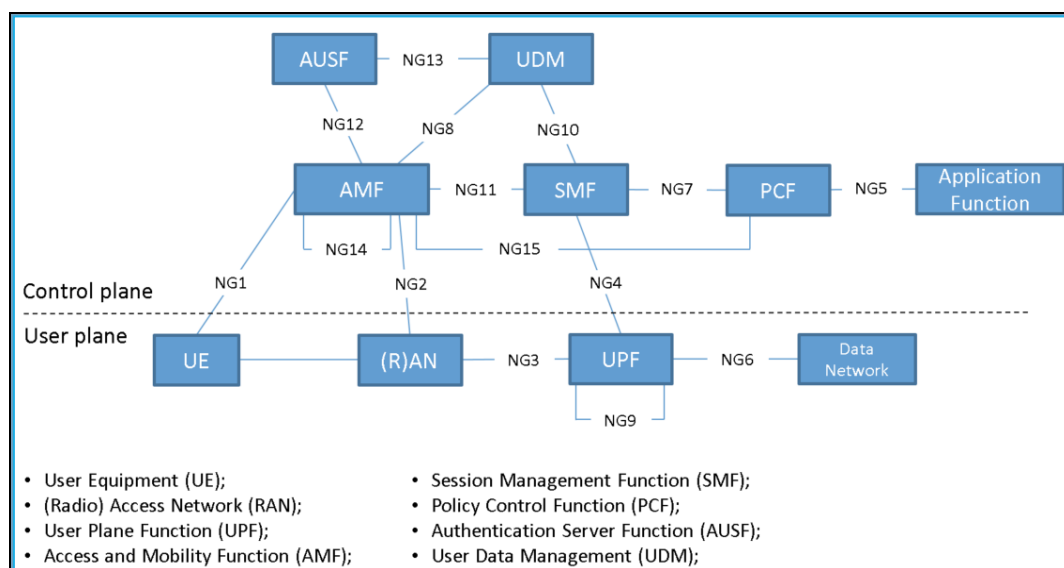 AUSF
NG13
UDM
NG12
NG8
NG10
AMF
NG11
SMF
NG7
PCF
NG5
Application
Function
NG14
NG15
NG1
NG2
NG4
Control plane
User plane
UE
(R)AN
NG3
UPF
NG6
Data
Network
NG9
• User Equipment (UE);
• (Radio) Access Network (RAN);
• User Plane Function (UPF);
• Access and Mobility Function (AMF);
• Session Management Function (SMF);
• Policy Control Function (PCF);
• Authentication Server Function (AUSF);
• User Data Management (UDM);